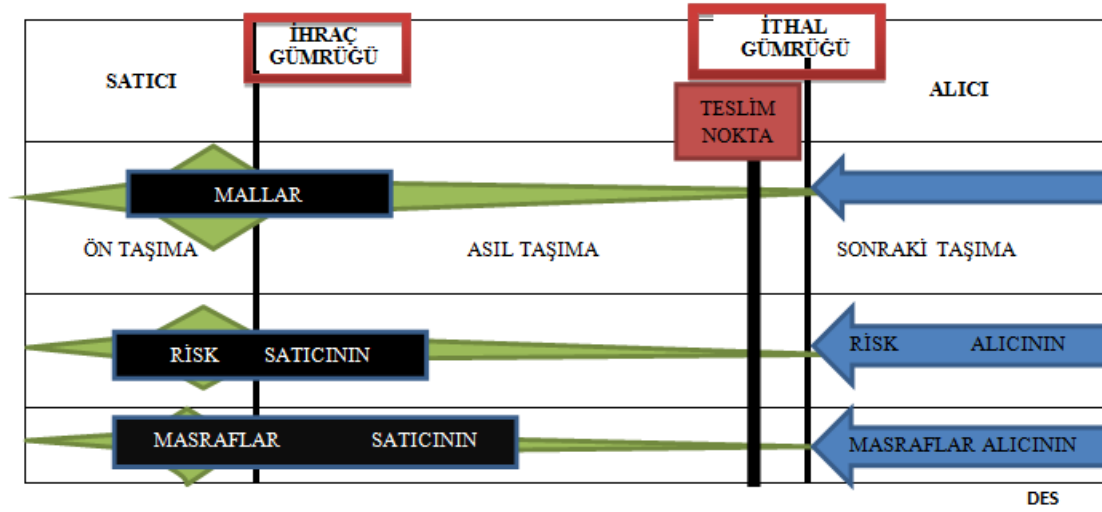 İHRAÇ
GÜMRÜĞÜ
İTHAL
GÜMRÜĞÜ
SATICI
ALICI
TESLİM
NOKTA
MALLAR
ÖN TAŞIMA
ASIL TAŞIMA
SONRAKİ TAŞIMA
RİSK SATICININ
RİSK ALICININ
MASRAFLAR SATICININ
MASRAFLAR ALICININ
DES